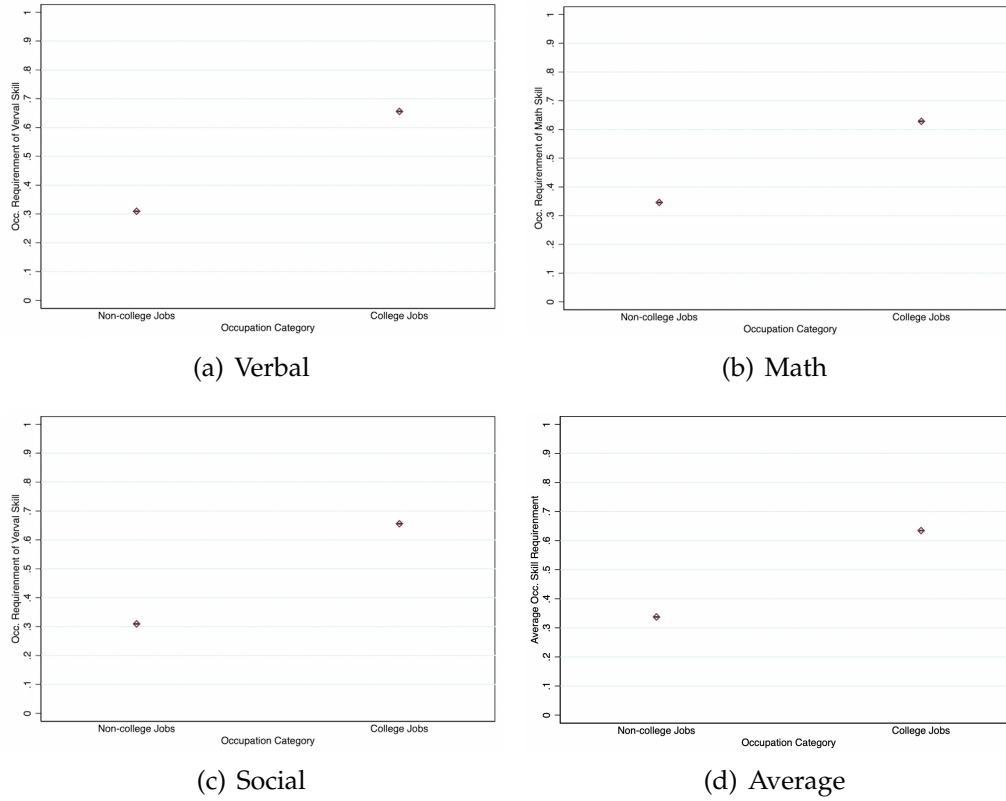 Occ. Requirenment of Verval Skill
1
.9
.8
.7
.6
.5
.4
.3
.2
.1
0
Non-college Jobs College Jobs
Occupation Category
(a) Verbal
Occ. Requirenment of Math Skill
1
.9
.8
.7
.6
.5
.4
.3
.2
.1
0
Non-college Jobs College Jobs
Occupation Category
(b) Math
Occ. Requirenment of Verval Skill
1
.9
.8
.7
.6
.5
.4
.3
.2
.1
0
Non-college Jobs College Jobs
Occupation Category
(c) Social
Average Occ. Skill Requirenment
1
.9
.8
.7
.6
.5
.4
.3
.2
.1
0
Non-college Jobs College Jobs
Occupation Category
(d) Average